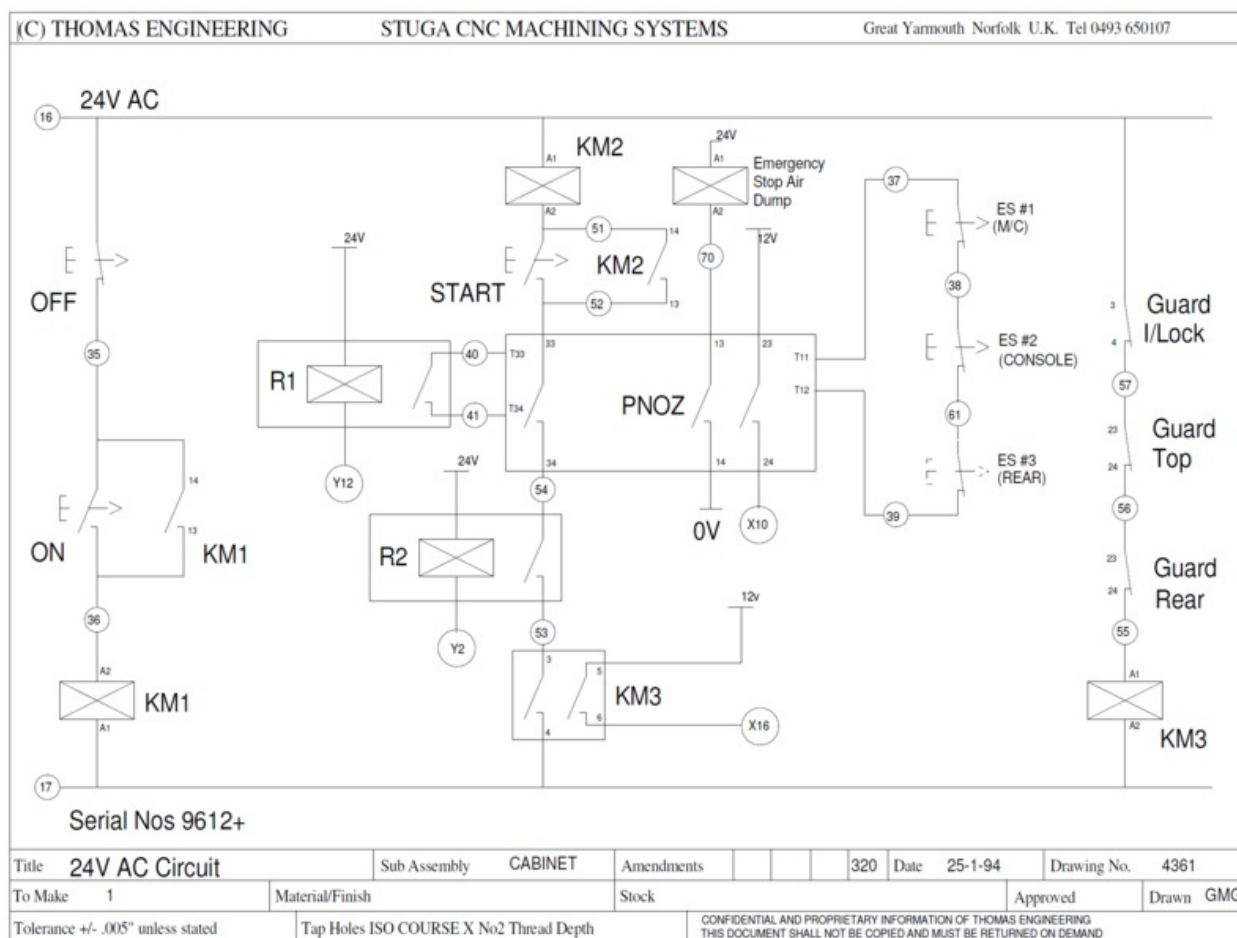 (C) THOMAS ENGINEERING STUGA CNC MACHINING SYSTEMS Great Yarmouth Norfolk U.K. Tel 0493 650107
16 24V AC
KM2
A1
A2
24V
A1
A2
Emergency
Stop Air
Dump
37
ES #1
(M/C)
OFF
24V
51
14
KM2
START
52
13
70
12V
38
3
4
Guard
I/Lock
35
R1
40
41
T33
T34
33
13
23
T11
T12
PNOZ
34
14
24
ES #2
(CONSOLE)
57
61
23
24
Guard
Top
Y12
24V
54
0V
X10
ES #3
(REAR)
39
56
14
13
ON
KM1
R2
23
24
Guard
Rear
36
Y2
53
12v
55
A2
KM1
A1
3
4
5
6
KM3
X16
A1
A2
KM3
17
Serial Nos 9612+
Title 24V AC Circuit Sub Assembly CABINET Amendments 320 Date 25-1-94 Drawing No. 4361
To Make 1 Material/Finish Stock Approved Drawn GMG
Tolerance +/- .005" unless stated Tap Holes ISO COURSE X No2 Thread Depth CONFIDENTIAL AND PROPRIETARY INFORMATION OF THOMAS ENGINEERING
THIS DOCUMENT SHALL NOT BE COPIED AND MUST BE RETURNED ON DEMAND